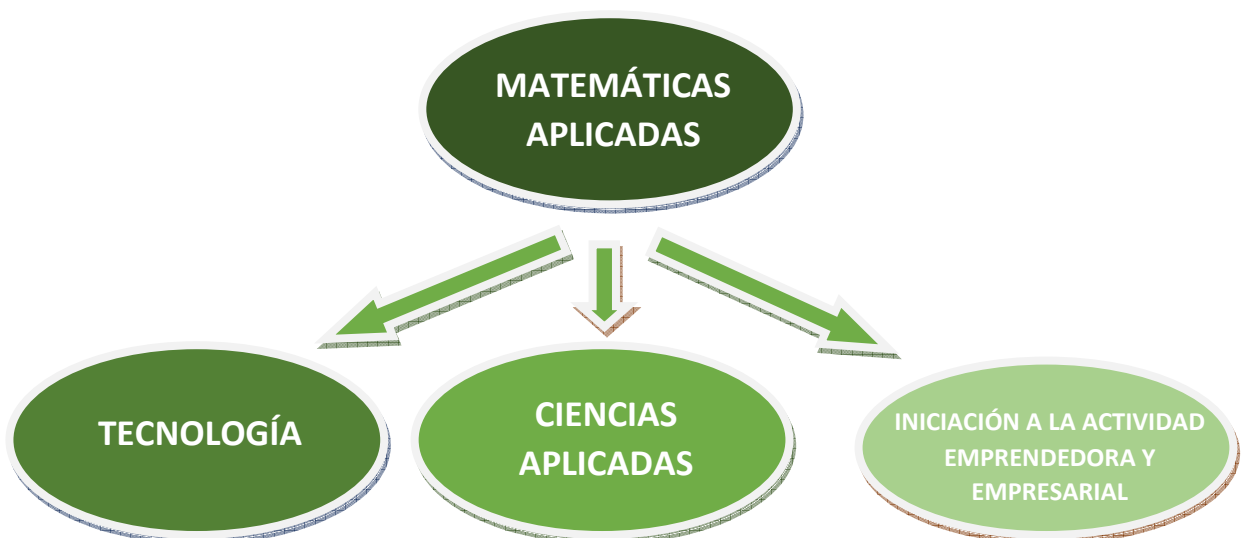 MATEMÁTICAS
APLICADAS
TECNOLOGÍA
CIENCIAS
APLICADAS
INICIACIÓN A LA ACTIVIDAD
EMPRENDEDORA Y
EMPRESARIAL